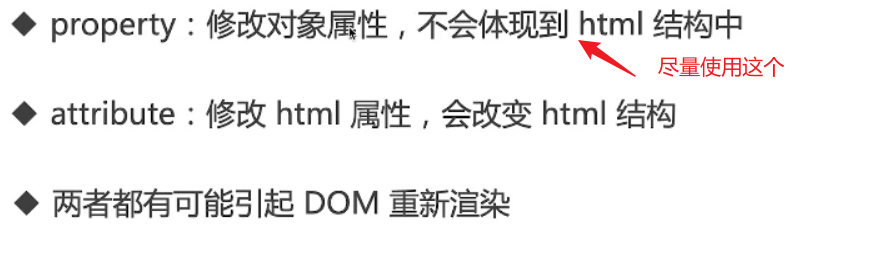 ◆ property：修改对象属性，不会体现到 html 结构中
尽量使用这个
◆ attribute：修改 html 属性，会改变 html 结构
◆ 两者都有可能引起 DOM 重新渲染